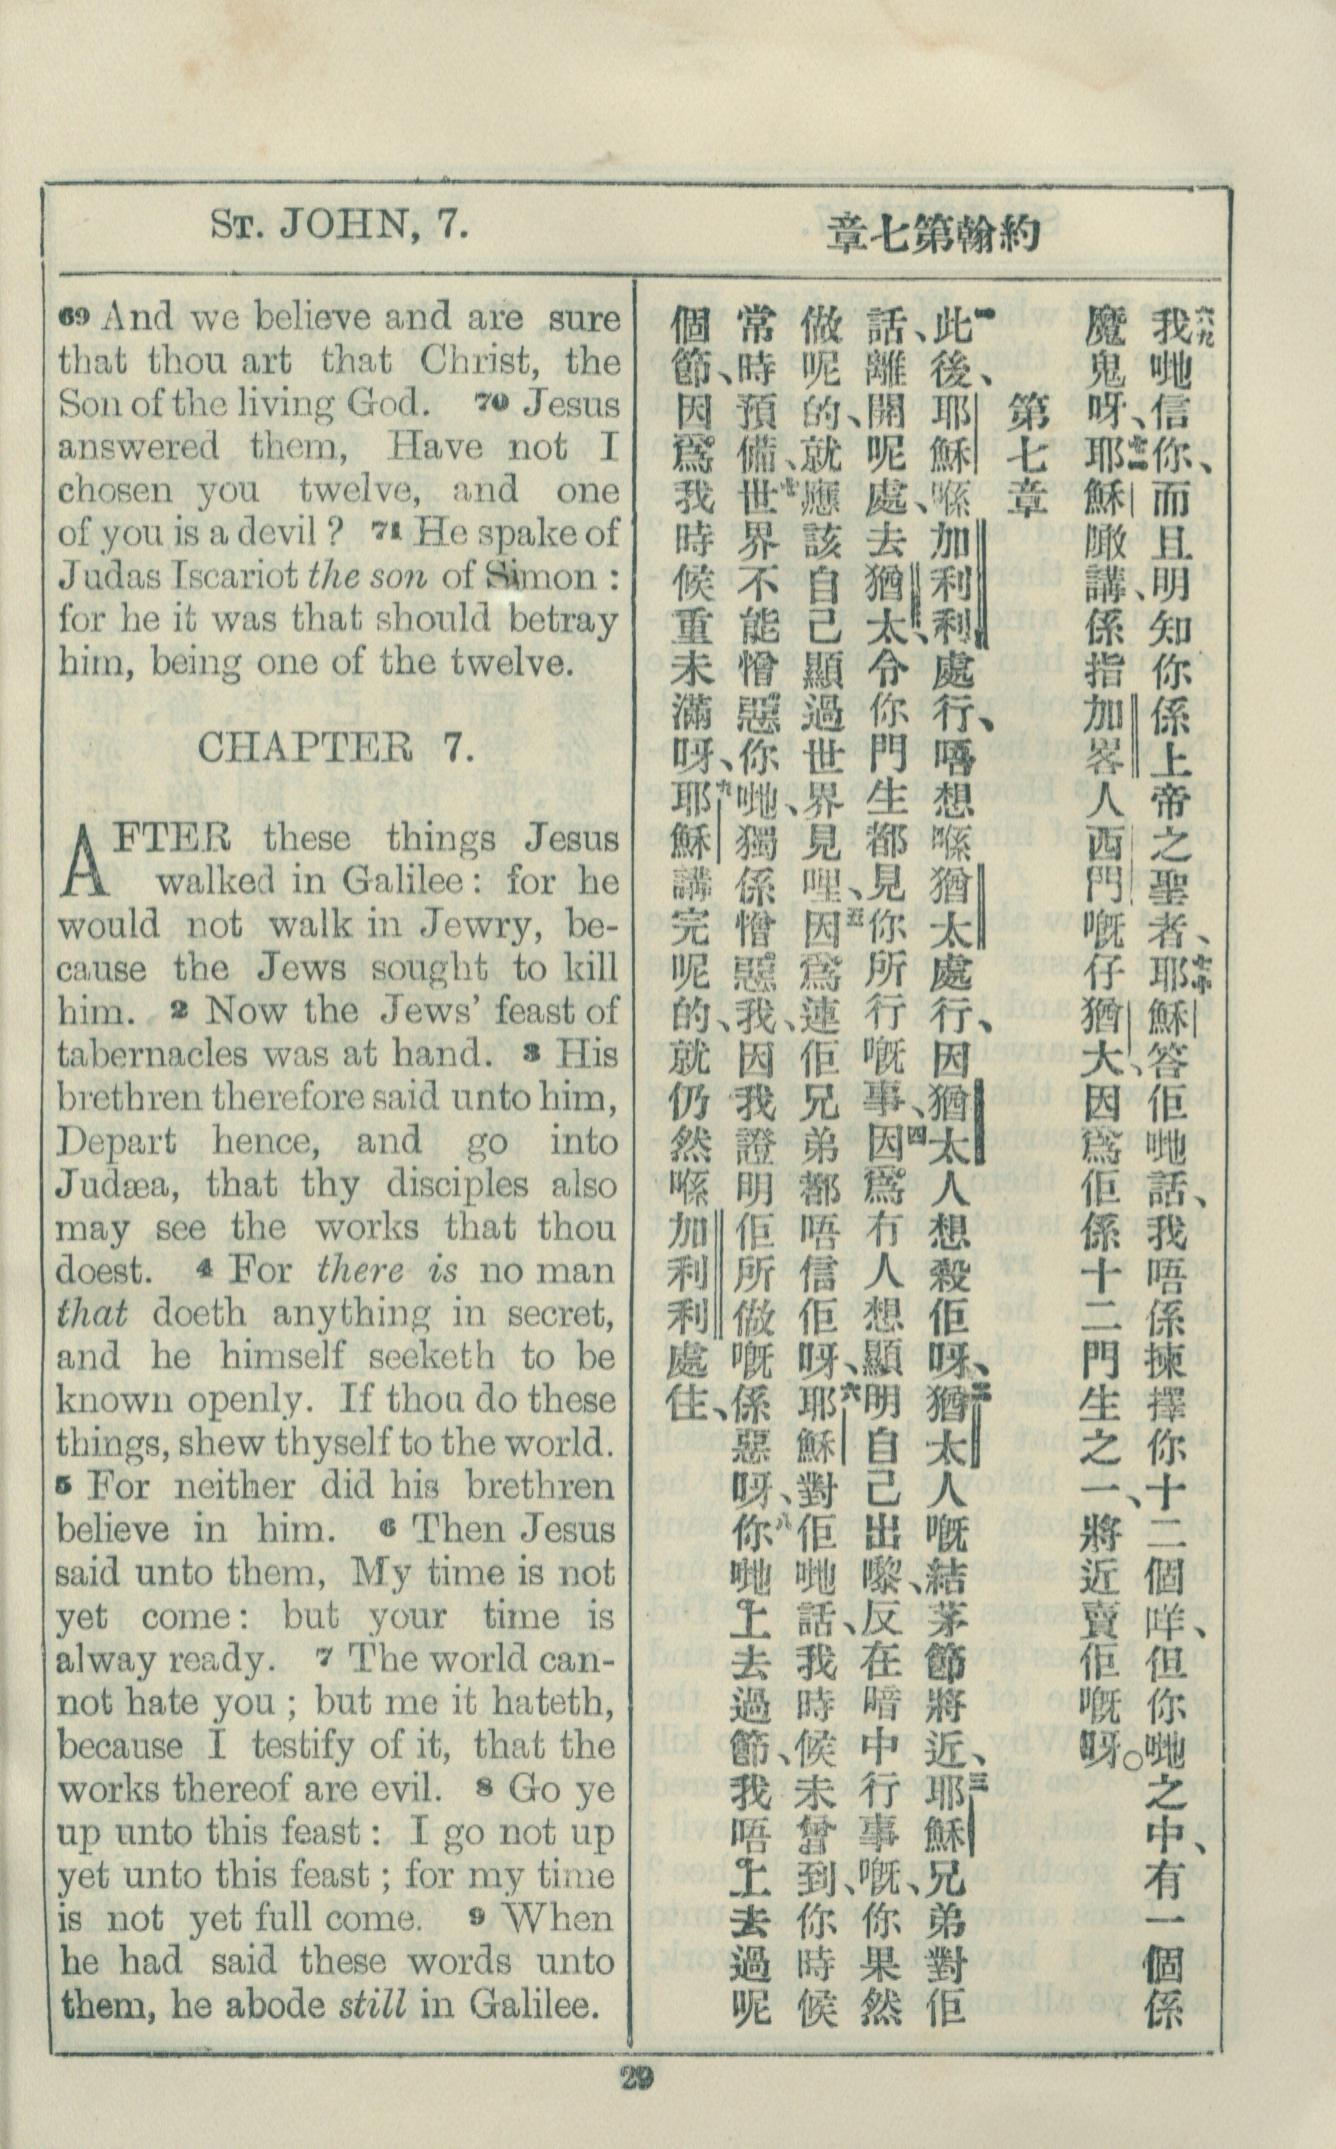 ST. JOHN, 7.
69 And we believe and are sure
that thou art that Christ, the
Son of the living God. 70 Jesus
answered them, Have not I
chosen you twelve, and one
of you is a devil? 71 He spake of
Judas Iscariot the son of Simon:
for he it was that should betray
him, being one of the twelve.
CHAPTER 7.
AFTER these things Jesus
walked in Galilee: for he
would not walk in Jewry, be-
cause the Jews sought to kill
him. 2 Now the Jews' feast of
tabernacles was at hand. 3 His
brethren therefore said unto him,
Depart hence, and go into
Judæa, that thy disciples also
may see the works that thou
doest. 4 For there is no man
that doeth anything in secret,
and he himself seeketh to be
known openly. If thou do these
things, shew thyself to the world.
5 For neither did his brethren
believe in him. 6 Then Jesus
said unto them, My time is not
yet come: but your time is
alway ready. 7 The world can-
not hate you; but me it hateth,
because I testify of it, that the
works thereof are evil. 8 Go ye
up unto this feast: I go not up
yet unto this feast; for my time
is not yet full come. 9 When
he had said these words unto
them, he abode still in Galilee.
約翰第七章
六九我哋信你、而且明知你係上帝之聖者、七十耶穌答佢哋話、我唔係揀擇你十二個咩、但你哋之中、有一個係
魔鬼呀、七一耶穌噉講、係指加畧人西門嘅仔猶大、因爲佢係十二門生之一、將近賣佢嘅呀。
第七章
一此後、耶穌喺加利利處行、唔想喺猶太處行、因猶太人想殺佢呀、二猶太人嘅結茅節將近、三耶穌兄弟對佢
話、離開呢處、去猶太、令你門生都見你所行嘅事、四因爲冇人想顯明自己出嚟、反在暗中行事嘅、你果然
做呢的、就應該自己顯過世界見哩、五因爲連佢兄弟都唔信佢呀、六耶穌對佢哋話、我時候未曾到、你時候
常時預備、七世界不能憎惡你哋、獨係憎惡我、因我證明佢所做嘅係惡呀、八你哋上去過節、我唔上去過呢
個節、因爲我時候重未滿呀、九耶穌講完呢的、就仍然喺加利利處住、
29